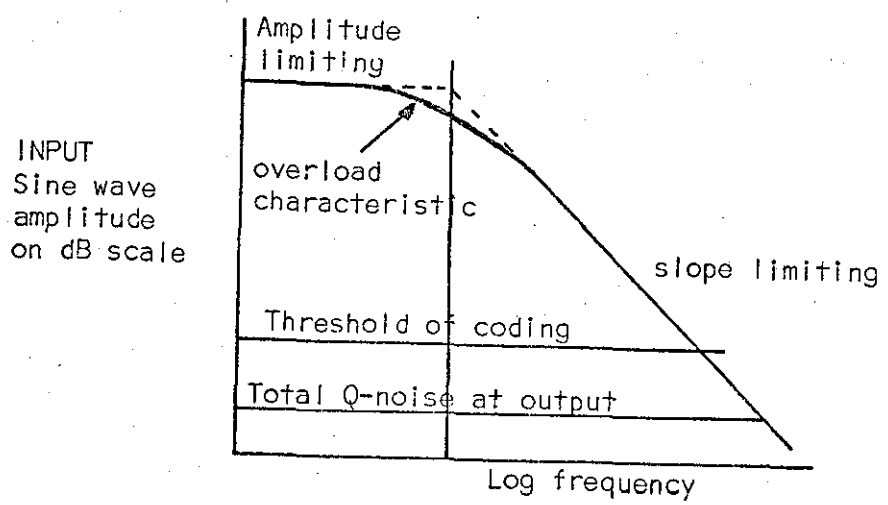 Amplitude
limiting
INPUT
Sine wave
amplitude
on dB scale
overload
characteristic
slope limiting
Threshold of coding
Total Q-noise at output
Log frequency